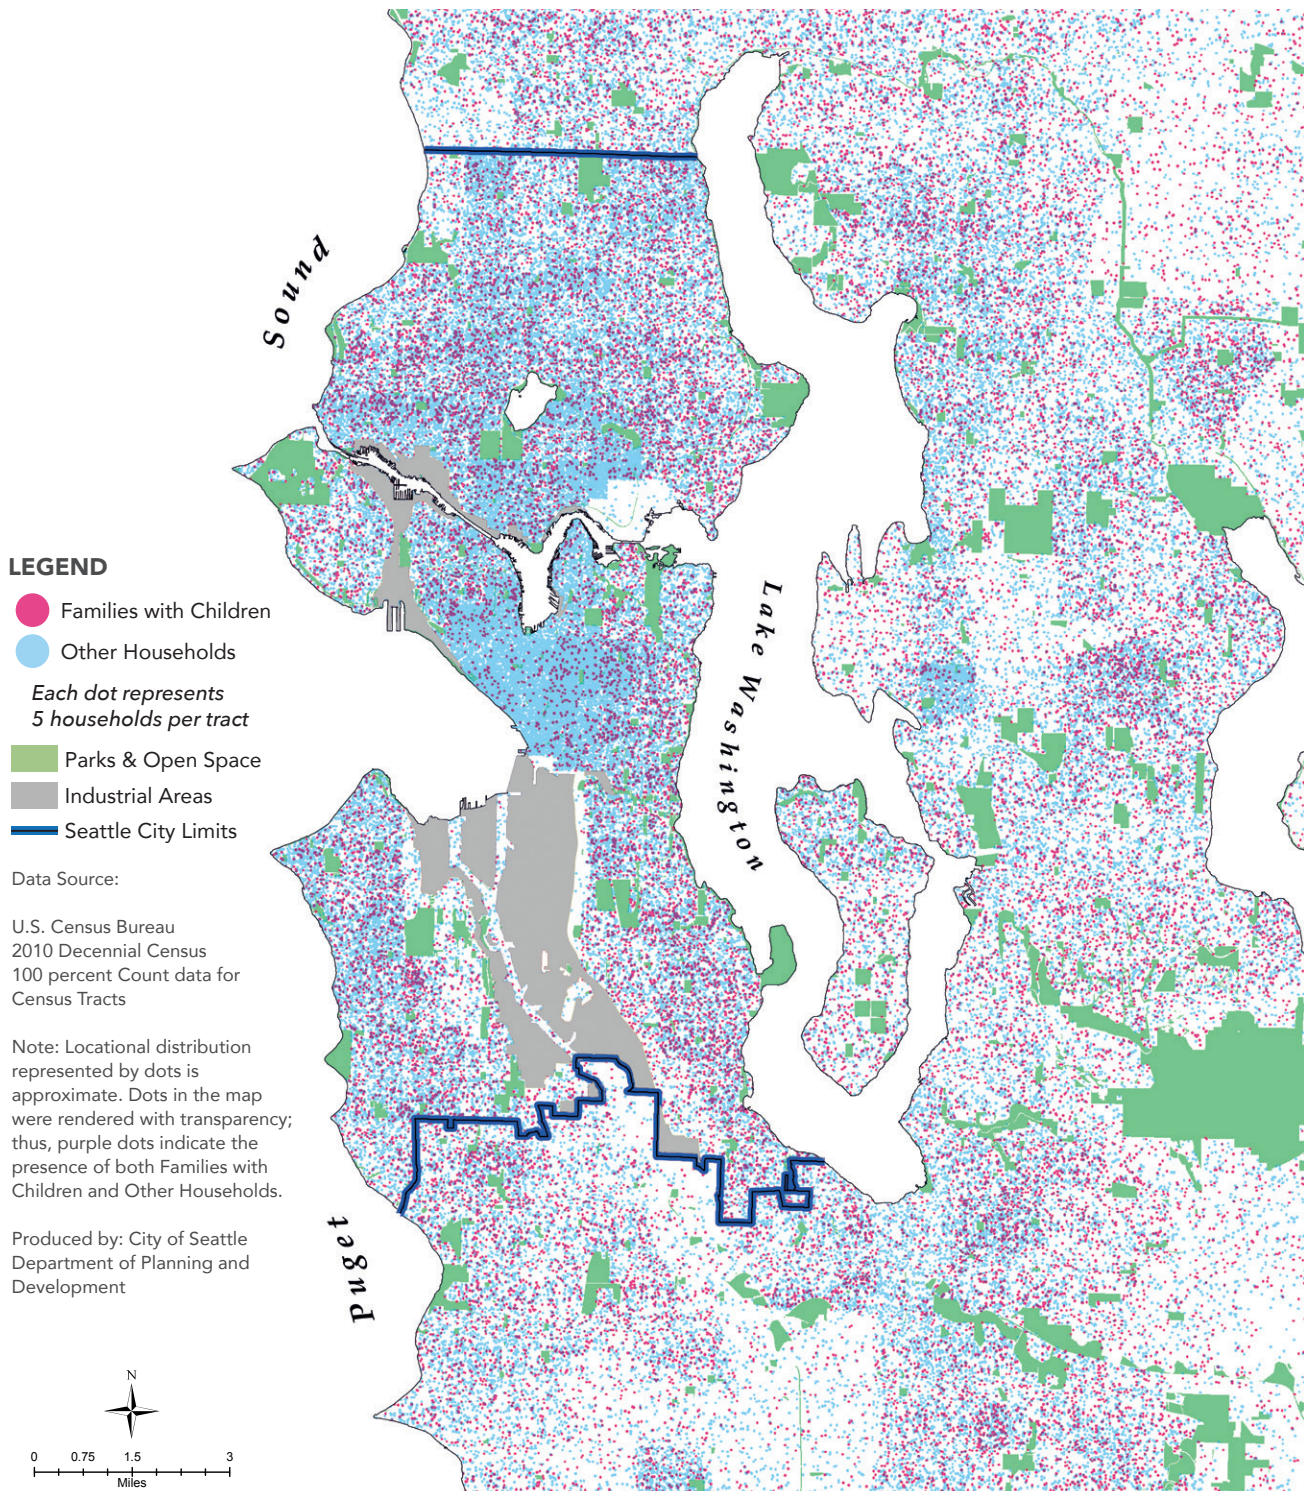 Sound
LEGEND
Families with Children
Other Households
Each dot represents
5 households per tract
Parks & Open Space
Industrial Areas
Seattle City Limits
Data Source:
U.S. Census Bureau
2010 Decennial Census
100 percent Count data for
Census Tracts
Note: Locational distribution
represented by dots is
approximate. Dots in the map
were rendered with transparency;
thus, purple dots indicate the
presence of both Families with
Children and Other Households.
Produced by: City of Seattle
Department of Planning and
Development
Lake Washington
Puget
N
0 0.75 1.5 3
Miles